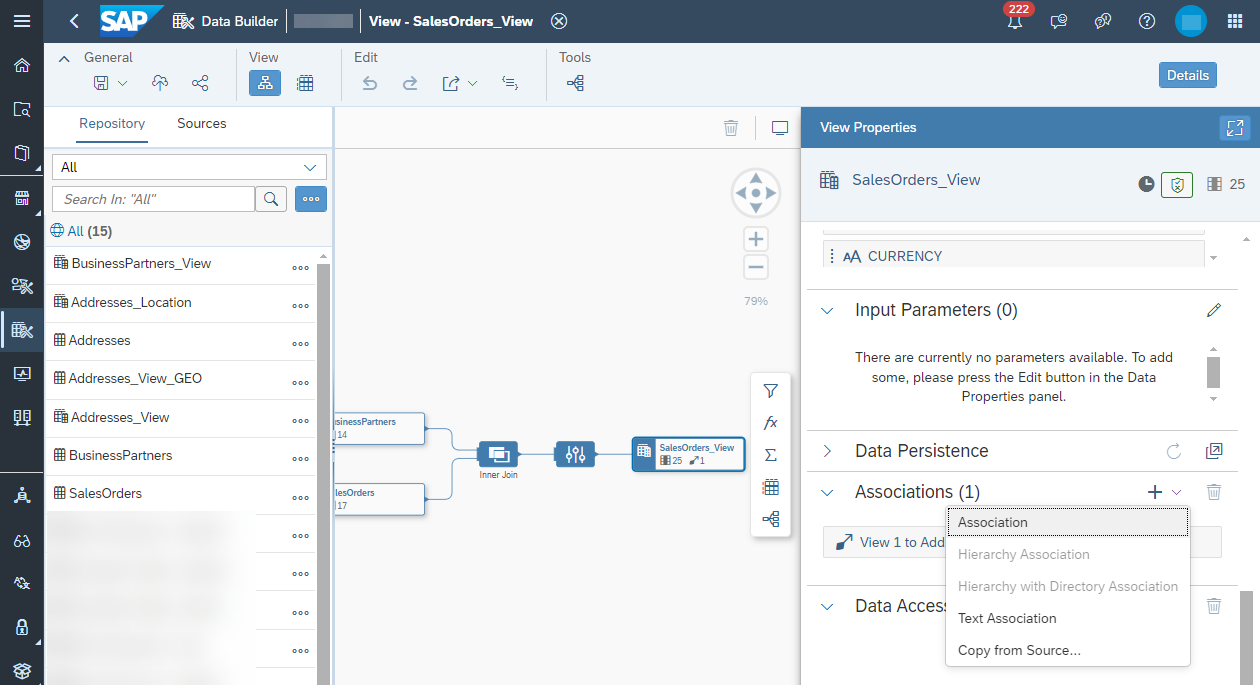 SAP
Data Builder
View - SalesOrders_View
222
General
View
Edit
Tools
Details
Repository
Sources
All
Search In: "All"
All (15)
BusinessPartners_View
Addresses_Location
Addresses
Addresses_View_GEO
Addresses_View
BusinessPartners
SalesOrders
79%
sinessPartners
14
lesOrders
17
Inner Join
SalesOrders_View
25
1
fx
Σ
View Properties
SalesOrders_View
25
AA CURRENCY
Input Parameters (0)
There are currently no parameters available. To add
some, please press the Edit button in the Data
Properties panel.
Data Persistence
Associations (1)
View 1 to Add
Data Acces
Association
Hierarchy Association
Hierarchy with Directory Association
Text Association
Copy from Source...